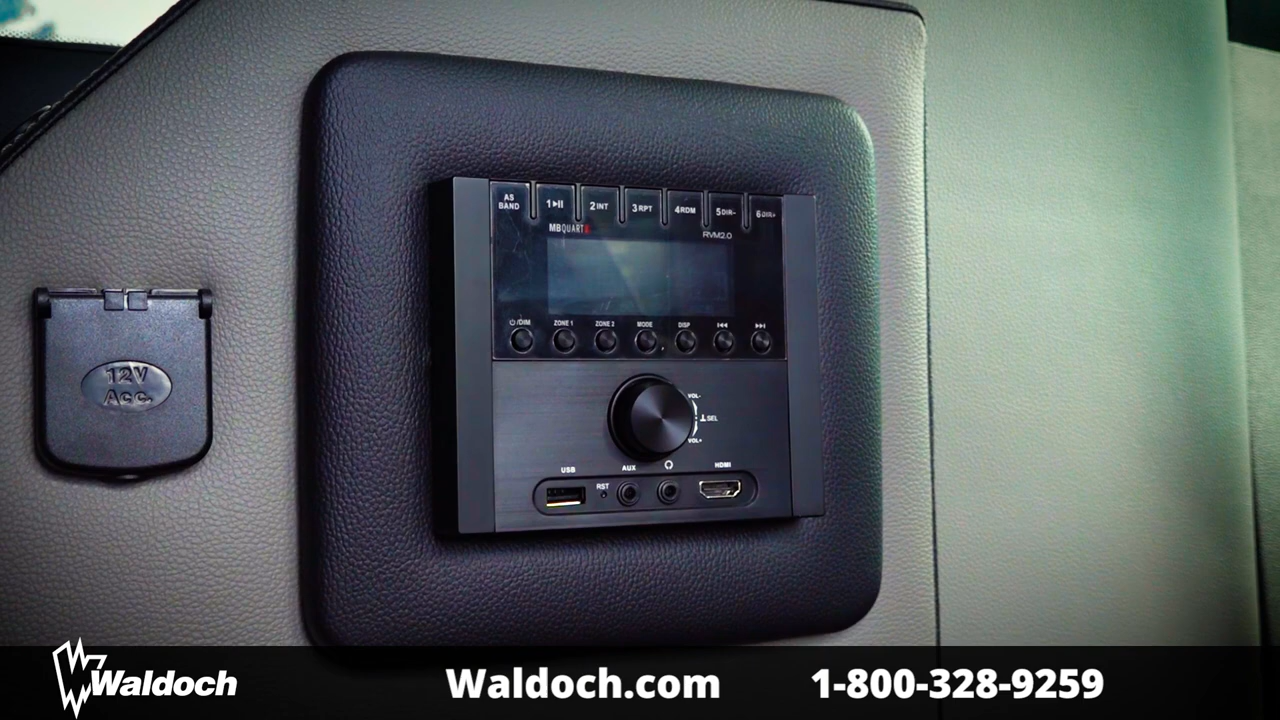 AS
BAND
1 ▶II
2 INT
3 RPT
4 RDM
5 DIR-
6 DIR+
MB QUART
RVM2.0
⏻/DIM
ZONE 1
ZONE 2
MODE
DISP
I◀◀
▶▶I
VOL-
SEL
VOL+
USB
RST
AUX
HDMI
12V
Acc.
Waldoch
Waldoch.com
1-800-328-9259